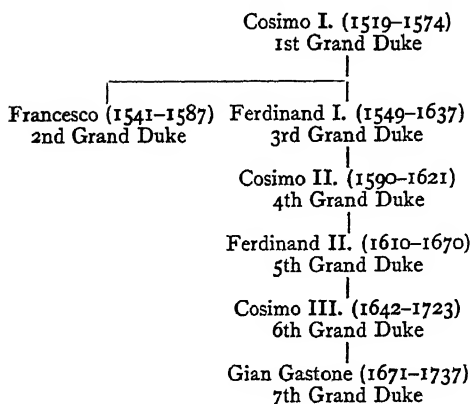 Cosimo I. (1519–1574)
1st Grand Duke
Francesco (1541–1587) Ferdinand I. (1549–1637)
2nd Grand Duke 3rd Grand Duke
Cosimo II. (1590–1621)
4th Grand Duke
Ferdinand II. (1610–1670)
5th Grand Duke
Cosimo III. (1642–1723)
6th Grand Duke
Gian Gastone (1671–1737)
7th Grand Duke